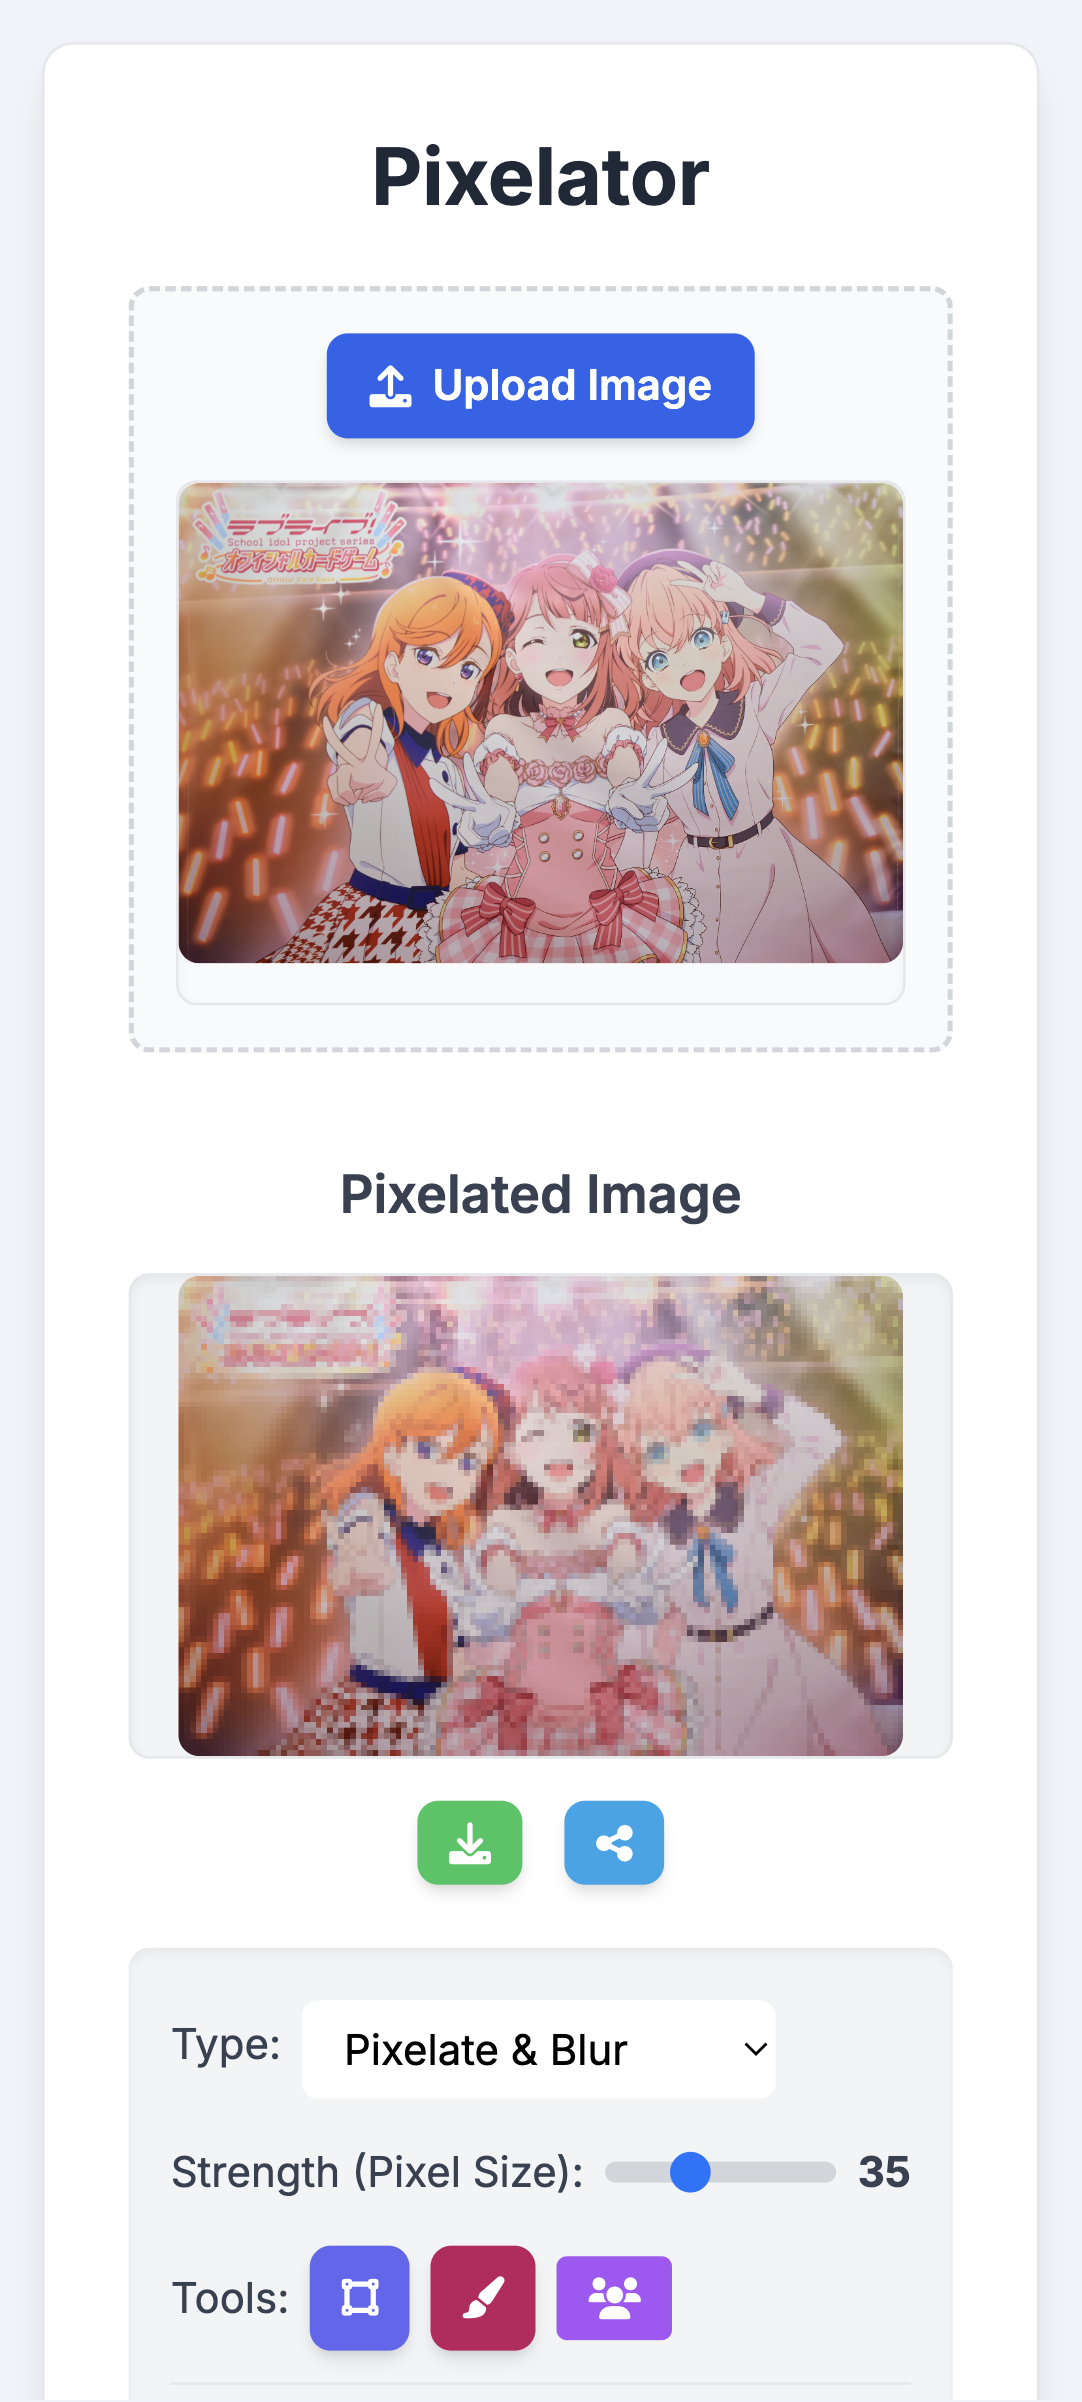 Pixelator
Upload Image
ラブライブ!
School idol project series
オフィシャルカードゲーム
Official Card Game
Pixelated Image
Type:
Pixelate & Blur
Strength (Pixel Size):
35
Tools: